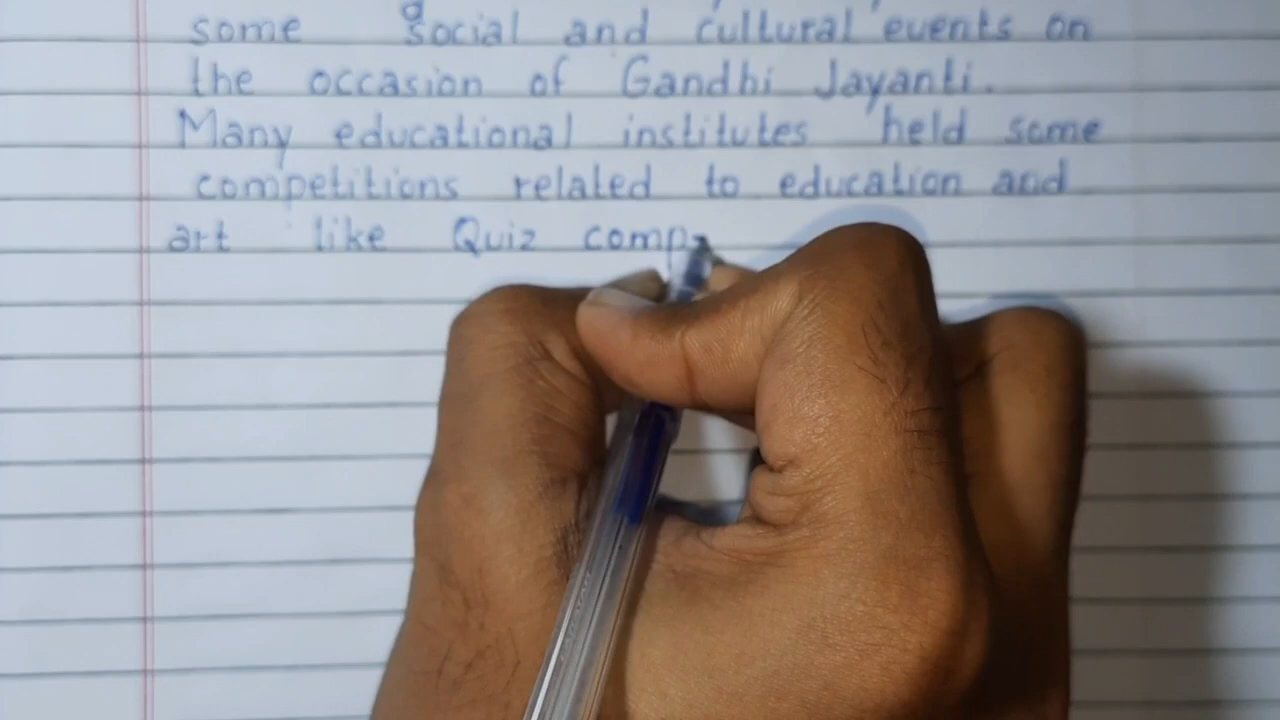 some social and cultural events on
the occasion of Gandhi Jayanti.
Many educational institutes held some
competitions related to education and
art like Quiz comp